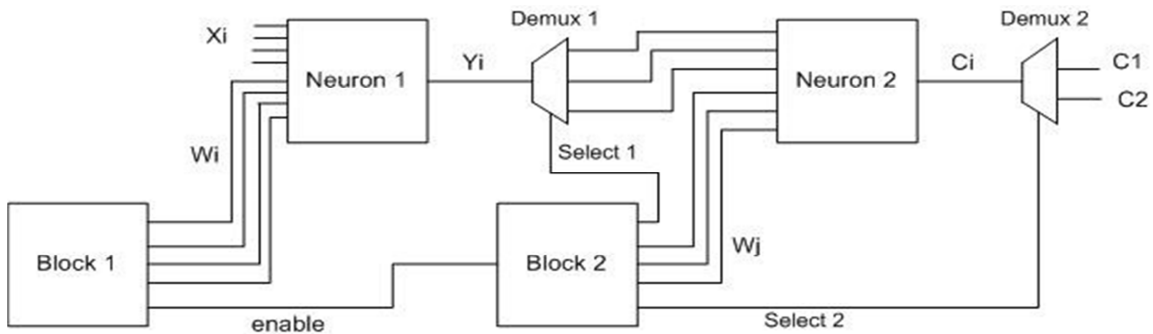 Demux 1
Demux 2
Xi
Neuron 1
Yi
Neuron 2
Ci
C1
C2
Wi
Select 1
Block 1
Block 2
Wj
enable
Select 2